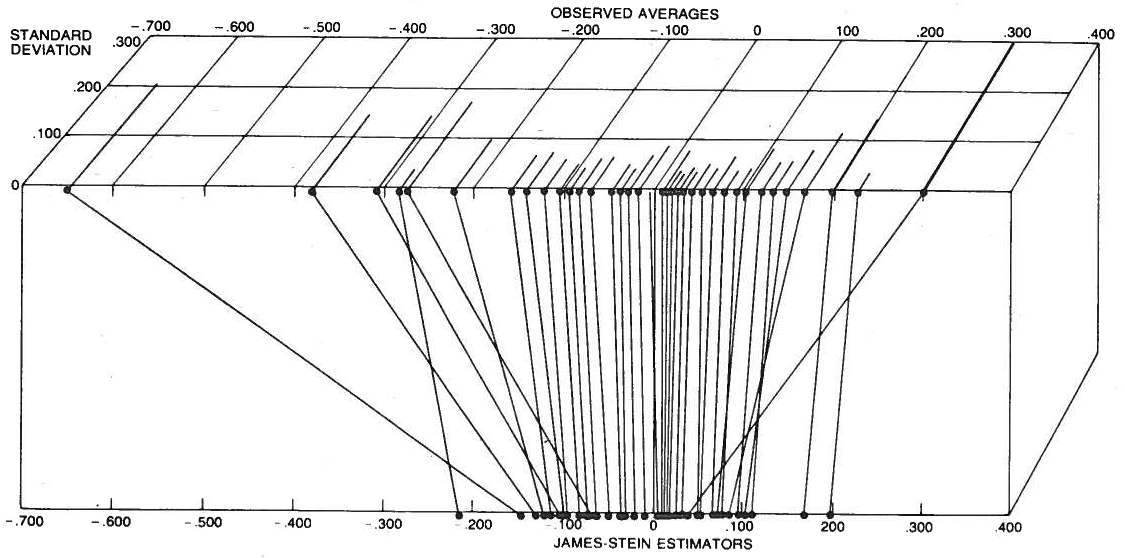 OBSERVED AVERAGES
STANDARD DEVIATION
-.700 -.600 -.500 -.400 -.300 -.200 -.100 0 100 .200 .300 .400
.300
.200
.100
0
-.700 -.600 -.500 -.400 -.300 -.200 -.100 0 .100 .200 .300 .400
JAMES-STEIN ESTIMATORS